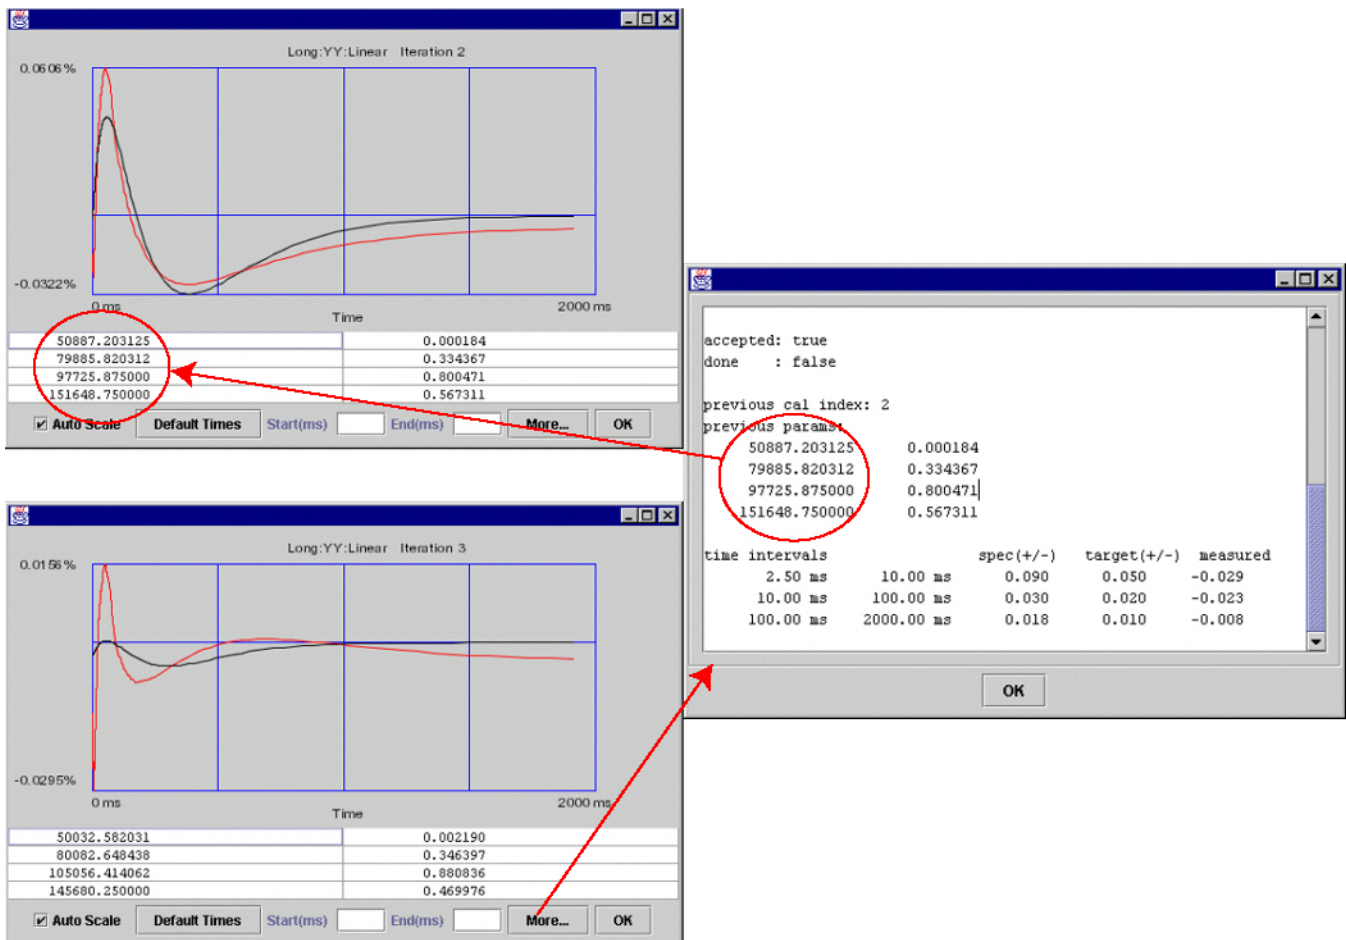 Long:YY:Linear Iteration 2
0.0606%
-0.0322%
0 ms 2000 ms
Time
50887.203125 0.000184
79885.820312 0.334367
97725.875000 0.800471
151648.750000 0.567311
Auto Scale Default Times Start(ms) End(ms) More... OK
accepted: true
done : false
previous cal index: 2
previous params:
50887.203125 0.000184
79885.820312 0.334367
97725.875000 0.800471
151648.750000 0.567311
time intervals spec(+/-) target(+/-) measured
2.50 ms 10.00 ms 0.090 0.050 -0.029
10.00 ms 100.00 ms 0.030 0.020 -0.023
100.00 ms 2000.00 ms 0.018 0.010 -0.008
OK
Long:YY:Linear Iteration 3
0.0156%
-0.0295%
0 ms 2000 ms
Time
50032.582031 0.002190
80082.648438 0.346397
105056.414062 0.880836
145680.250000 0.469976
Auto Scale Default Times Start(ms) End(ms) More... OK